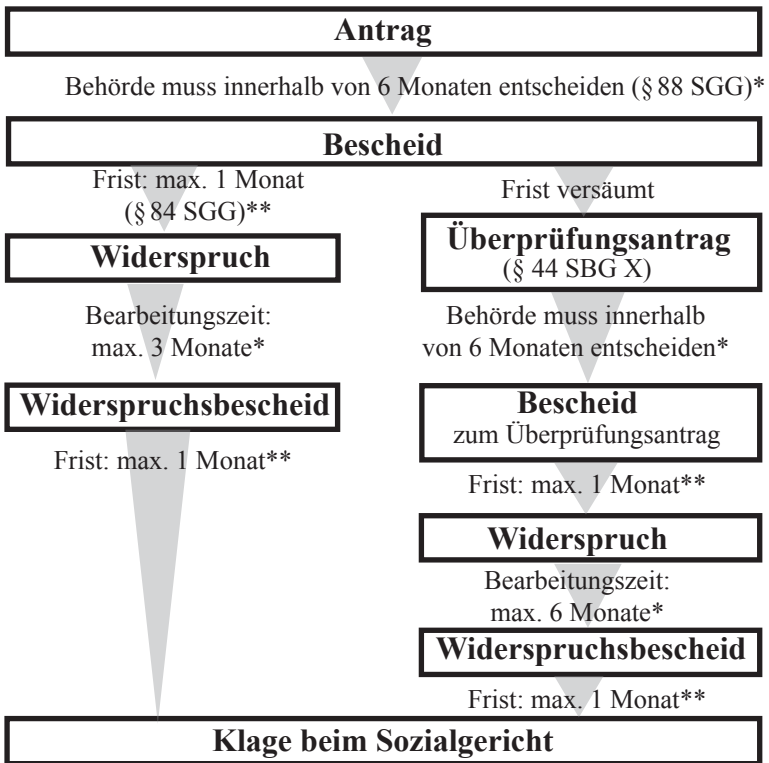 Antrag
Behörde muss innerhalb von 6 Monaten entscheiden (§ 88 SGG)*
Bescheid
Frist: max. 1 Monat
(§ 84 SGG)**
Widerspruch
Bearbeitungszeit:
max. 3 Monate*
Widerspruchsbescheid
Frist: max. 1 Monat**
Frist versäumt
Überprüfungsantrag
(§ 44 SBG X)
Behörde muss innerhalb
von 6 Monaten entscheiden*
Bescheid
zum Überprüfungsantrag
Frist: max. 1 Monat**
Widerspruch
Bearbeitungszeit:
max. 6 Monate*
Widerspruchsbescheid
Frist: max. 1 Monat**
Klage beim Sozialgericht